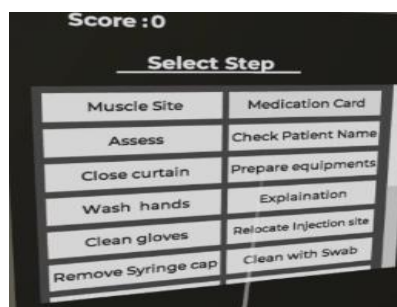 Score :0
Select Step
Muscle Site
Medication Card
Assess
Check Patient Name
Close curtain
Prepare equipments
Wash hands
Explaination
Clean gloves
Relocate Injection site
Remove Syringe cap
Clean with Swab